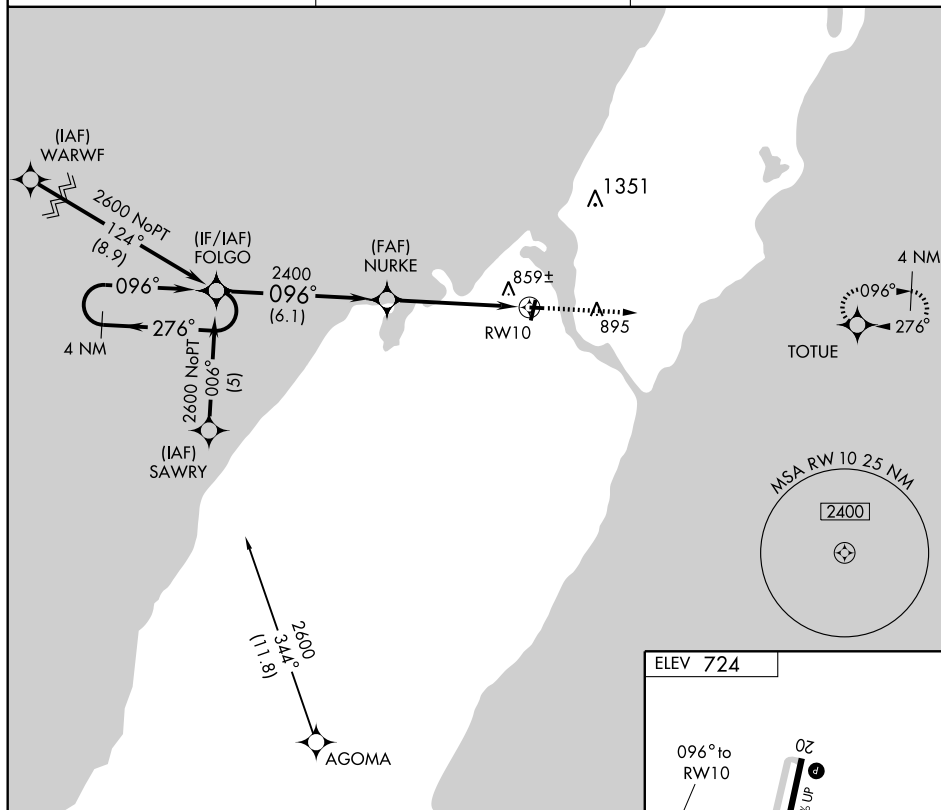 (IAF)
WARWF
2600 NoPT
124°
(8.9)
(IF/IAF)
FOLGO
096°
276°
4 NM
2600 NoPT
006°
(5)
(IAF)
SAWRY
2400
096°
(6.1)
(FAF)
NURKE
1351
859±
RW10
895
4 NM
096°
276°
TOTUE
MSA RW 10 25 NM
2400
2600
344°
(11.8)
AGOMA
ELEV 724
096° to
RW10
20
P
% UP